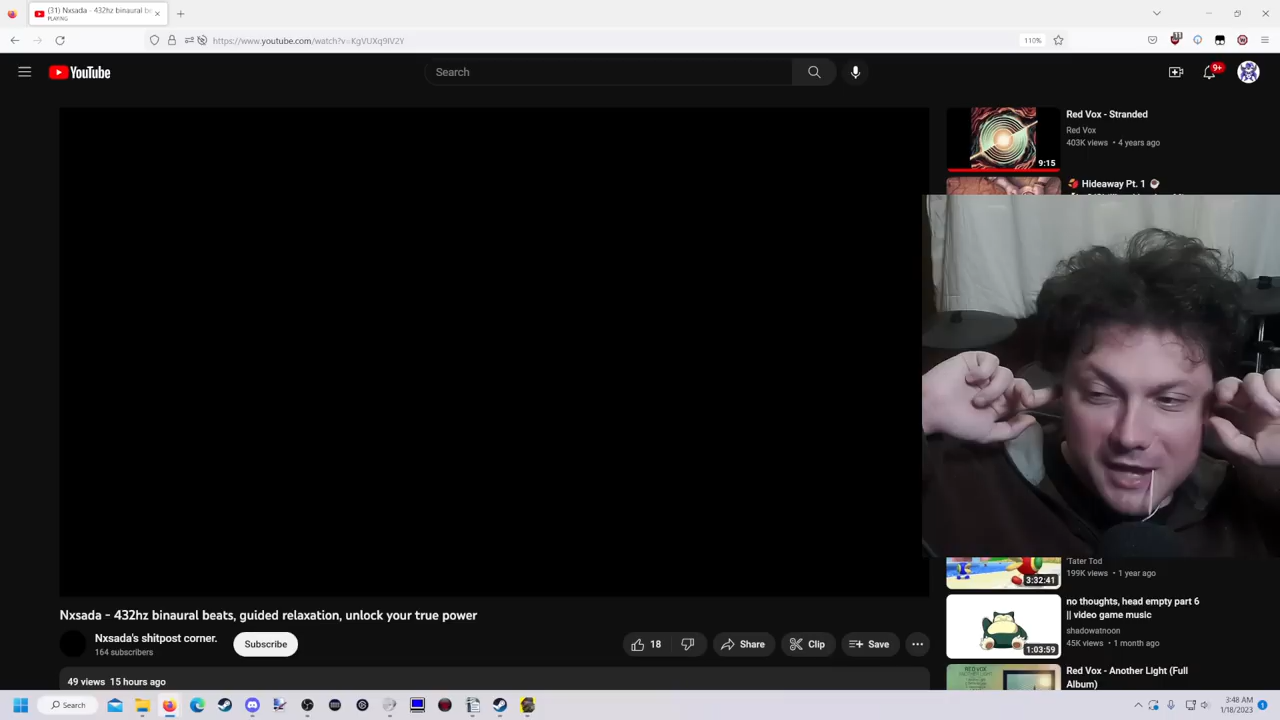 (31) Nxsada - 432hz binaural be
PLAYING
https://www.youtube.com/watch?v=KgVUXq9IV2Y
110%
YouTube
Search
9+
Red Vox - Stranded
Red Vox
403K views • 4 years ago
9:15
Hideaway Pt. 1
'Tater Tod
199K views • 1 year ago
3:32:41
no thoughts, head empty part 6
|| video game music
shadowatnoon
45K views • 1 month ago
1:03:59
Red Vox - Another Light (Full
Album)
Nxsada - 432hz binaural beats, guided relaxation, unlock yourune power
Nxsada's shitpost corner.
164 subscribers
Subscribe
18
Share
Clip
Save
49 views 15 hours ago
Search
3:48 AM
1/18/2023